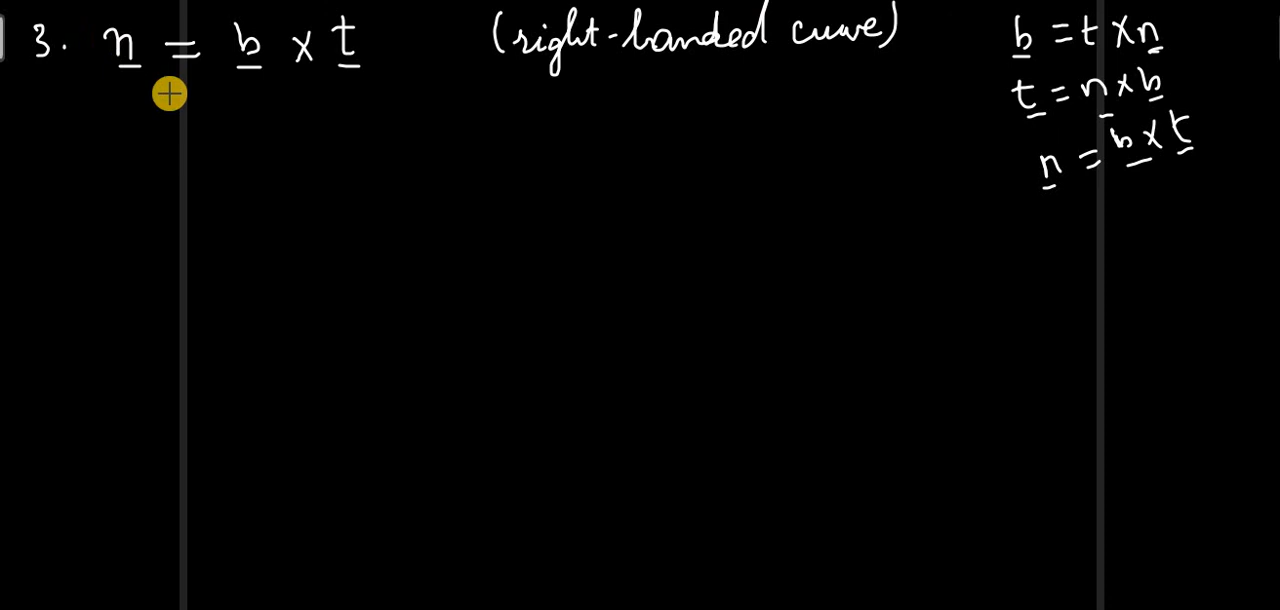 3. n = b × t (right-handed curve)
b = t × n
t = n × b
n = b × t